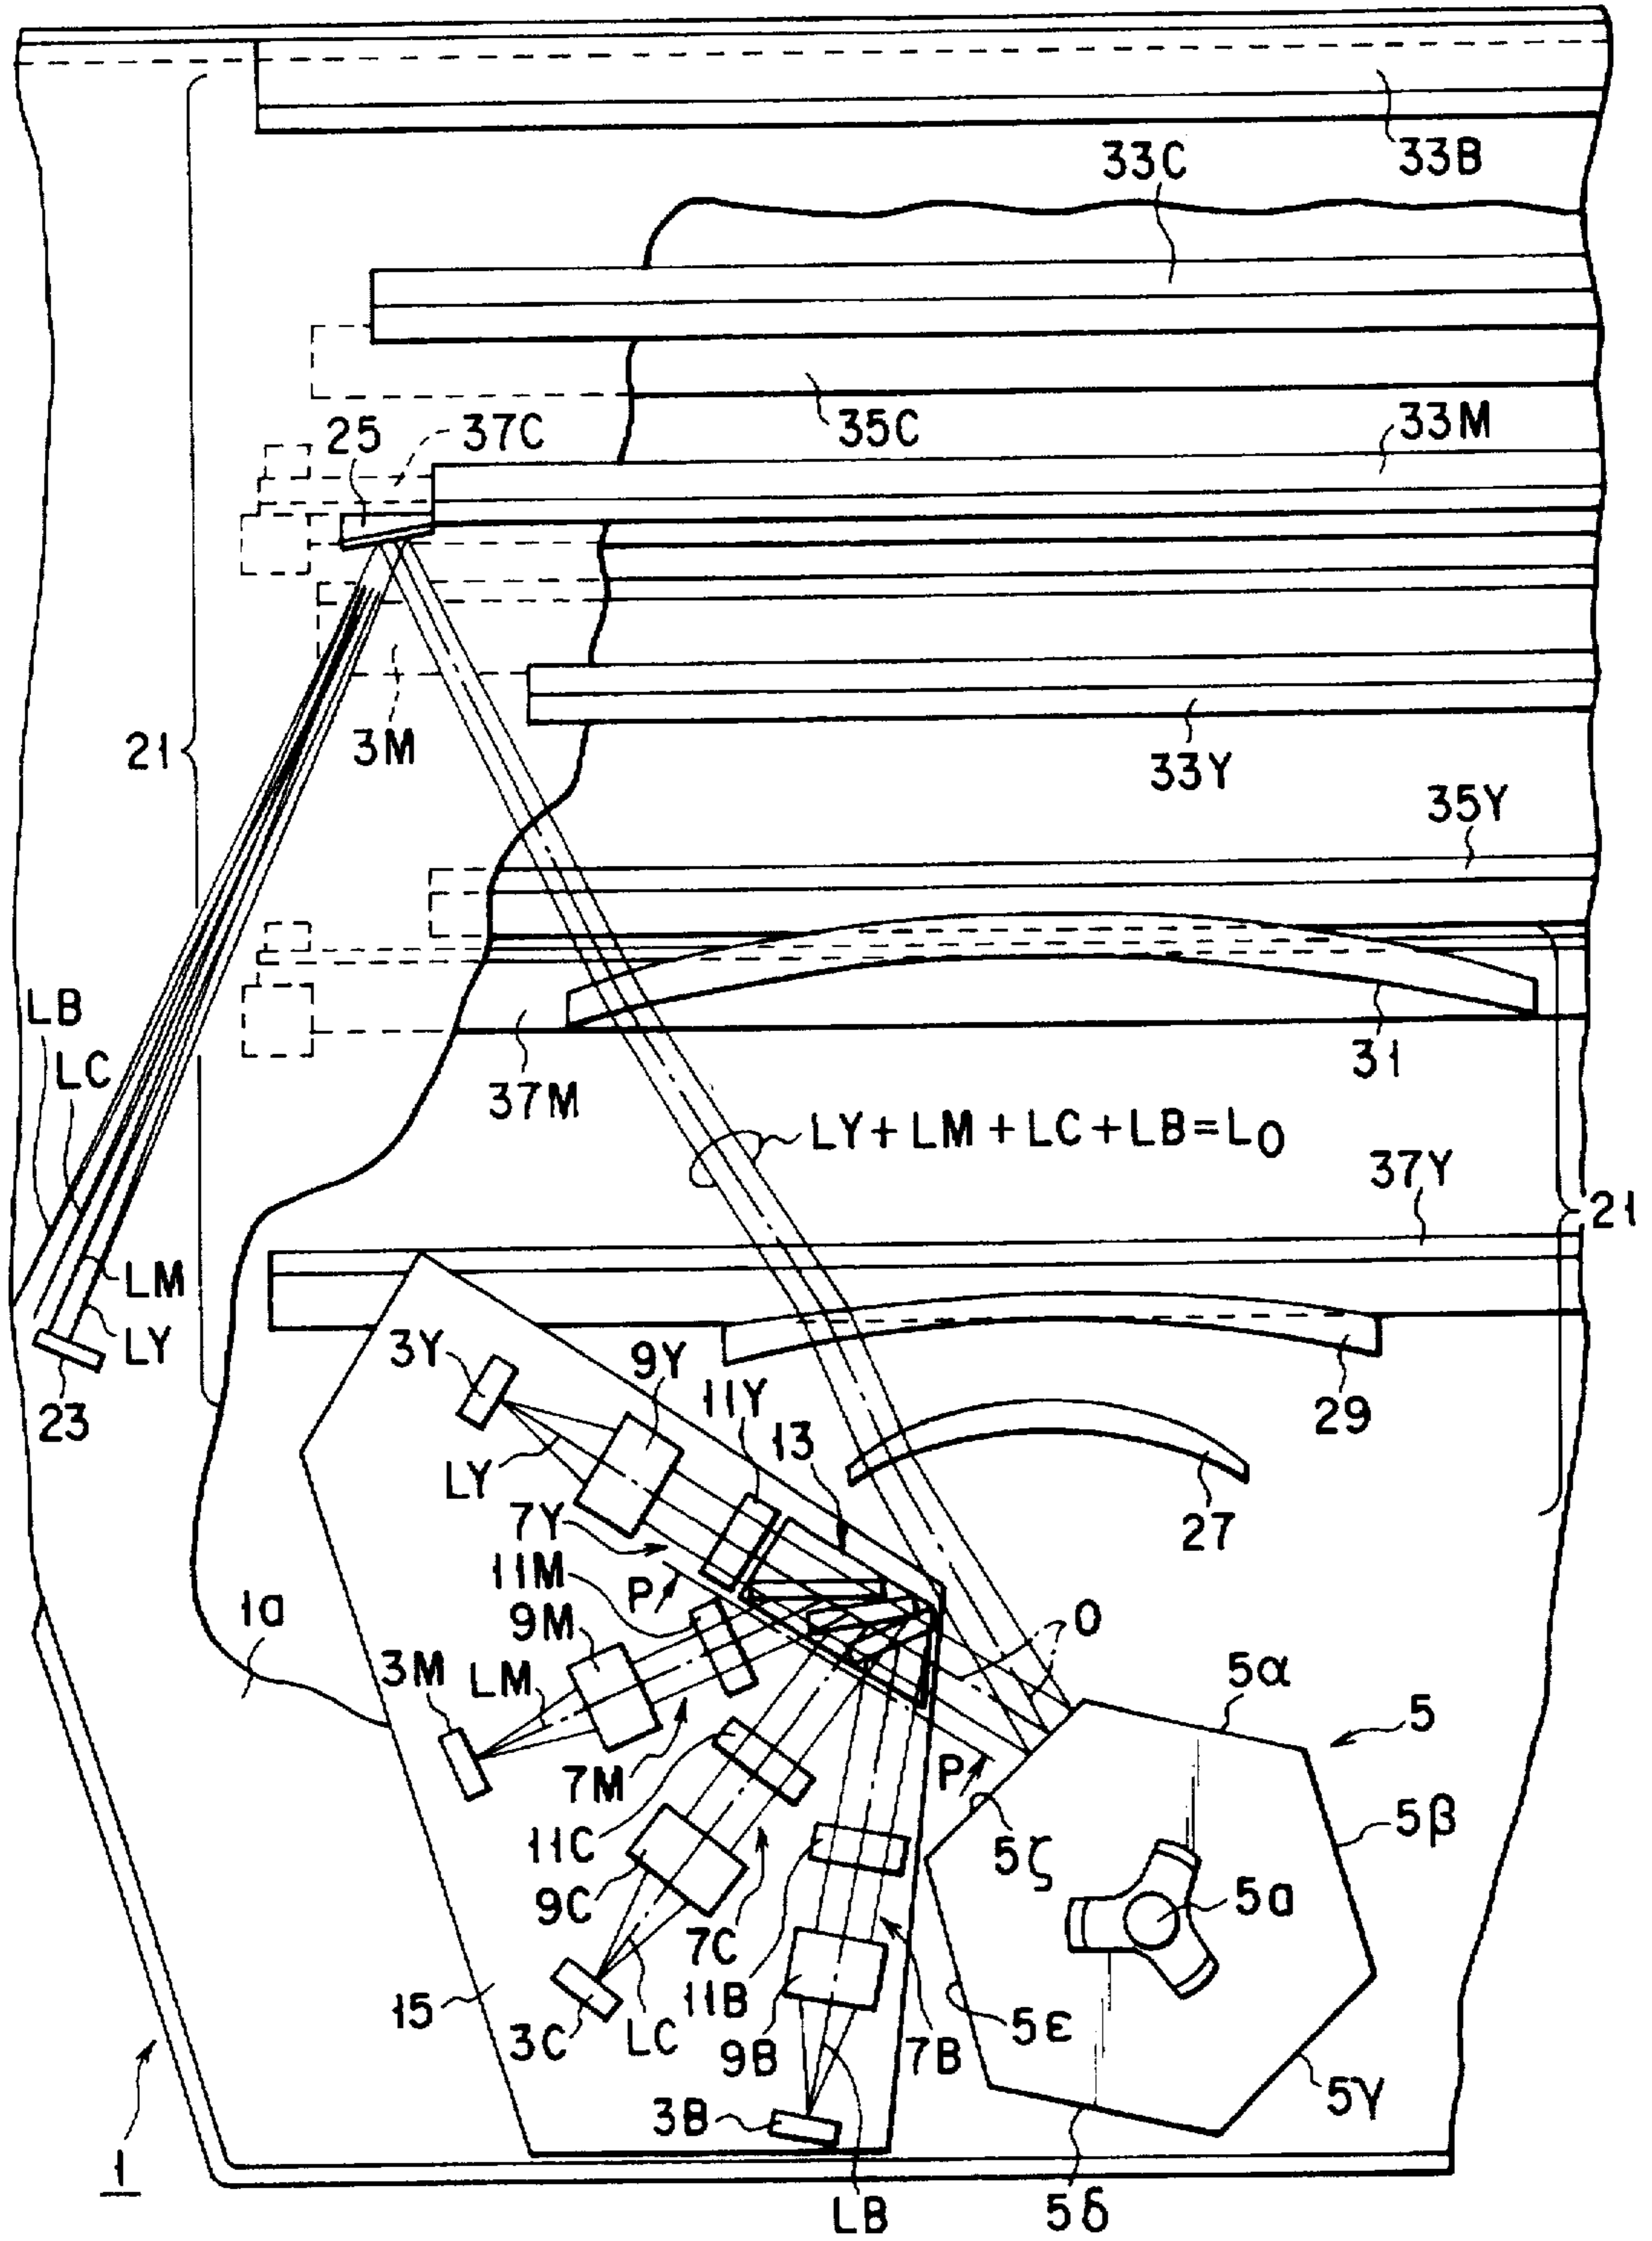 33B
33C
35C
33M
25
37C
3M
21
33Y
35Y
LB
LC
31
37M
LY+LM+LC+LB=L0
37Y
21
LM
LY
23
3Y
9Y
11Y
13
29
LY
27
7Y
11M
P
1a
9M
O
3M
LM
5α
5
7M
P
11C
5ζ
5β
9C
7C
5a
11B
15
3C
LC
9B
7B
5ε
5γ
3B
1
LB
5δ